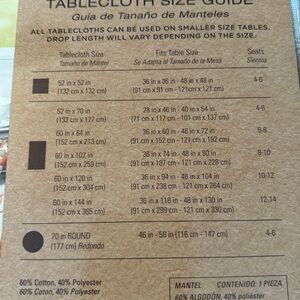 TABLECLOTH SIZE GUIDE
Guía de Tanaño de Manteles
ALL TABLECLOTHS CAN BE USED ON SMALLER SIZE TABLES.
DROP LENGTH WILL VARY DEPENDING ON THE SIZE.
Tablecloth Size Fits Table Size Seats
Tamaño de Mantel Se Adapta al Tamaño de la Mesa Sientos
52 in x 52 in 36 in x 36 in - 48 in x 48 in 4-6
(132 cm x 132 cm) (91 cm x 91 cm - 121 cm x 121 cm)
52 in x 70 in 28 in x 46 in - 40 in x 54 in 4-6
(132 cm x 177 cm)
60 in x 84 in 36 in x 60 in - 48 in x 72 in 6-8
(152 cm x 213 cm) (91 cm x 152 cm - 121 cm x 182 cm)
60 in x 102 in 36 in x 74 in - 48 in x 90 in 8-10
(152 cm x 259 cm) (91 cm x 187 cm - 121 cm x 228 cm)
60 in x 120 in 36 in x 94 in - 48 in x 104 in 10-12
(152 cm x 304 cm) (91 cm x 238 cm - 121 cm x 264 cm)
60 in x 144 in 36 in x 118 in - 48 in x 130 in 12-14
(152 cm x 365 cm) (91 cm x 299 cm - 121 cm x 330 cm)
70 in ROUND 46 in - 58 in (116 cm - 147 cm) 4-6
(177 cm) Redondo
60% Cotton, 40% Polyester
60% Coton, 40% Polyester
MANTEL CONTENIDO: 1 PIEZA
60% ALGODON, 40% poliéster